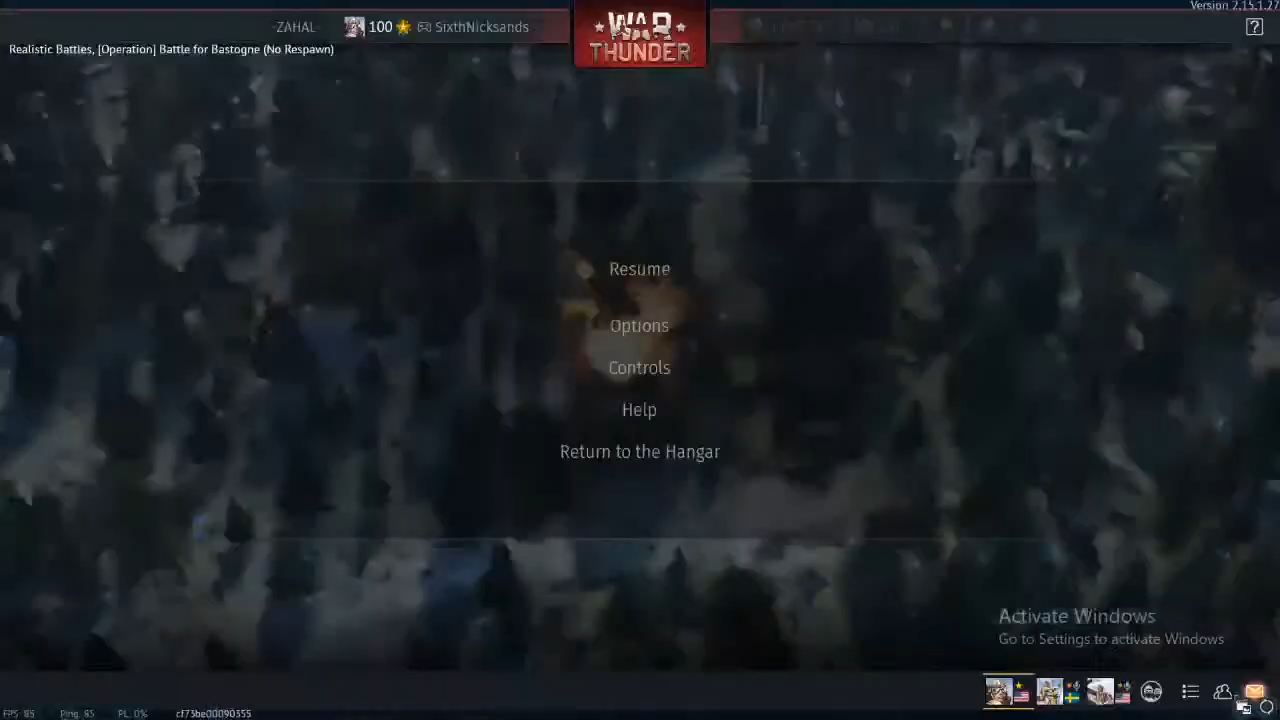 Version 2.15.1.27
-ZAHAL- 100 SixthNicksands
WAR THUNDER
?
Realistic Battles, [Operation] Battle for Bastogne (No Respawn)
Resume
Options
Controls
Help
Return to the Hangar
Activate Windows
Go to Settings to activate Windows
FPS: 85 Ping: 95 PL: 0% cf73be00090355